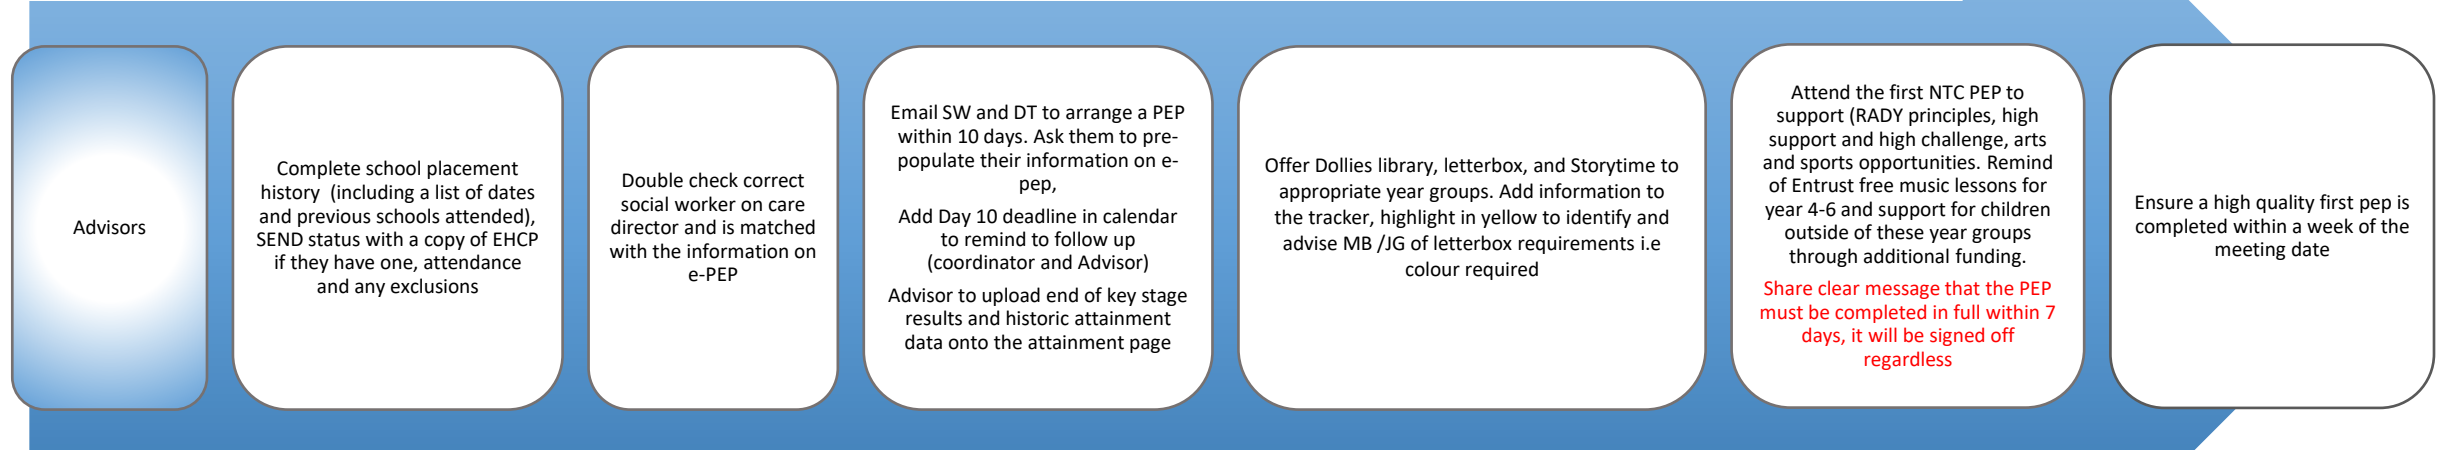 Advisors
Complete school placement
history  (including a list of dates
and previous schools attended),
SEND status with a copy of EHCP
if they have one, attendance
and any exclusions
Double check correct
social worker on care
director and is matched
with the information on
e-PEP
Email SW and DT to arrange a PEP
within 10 days. Ask them to pre-
populate their information on e-
pep,
Add Day 10 deadline in calendar
to remind to follow up
(coordinator and Advisor)
Advisor to upload end of key stage
results and historic attainment
data onto the attainment page
Offer Dollies library, letterbox, and Storytime to
appropriate year groups. Add information to
the tracker, highlight in yellow to identify and
advise MB /JG of letterbox requirements i.e
colour required
Attend the first NTC PEP to
support (RADY principles, high
support and high challenge, arts
and sports opportunities. Remind
of Entrust free music lessons for
year 4-6 and support for children
outside of these year groups
through additional funding.
Share clear message that the PEP
must be completed in full within 7
days, it will be signed off
regardless
Ensure a high quality first pep is
completed within a week of the
meeting date